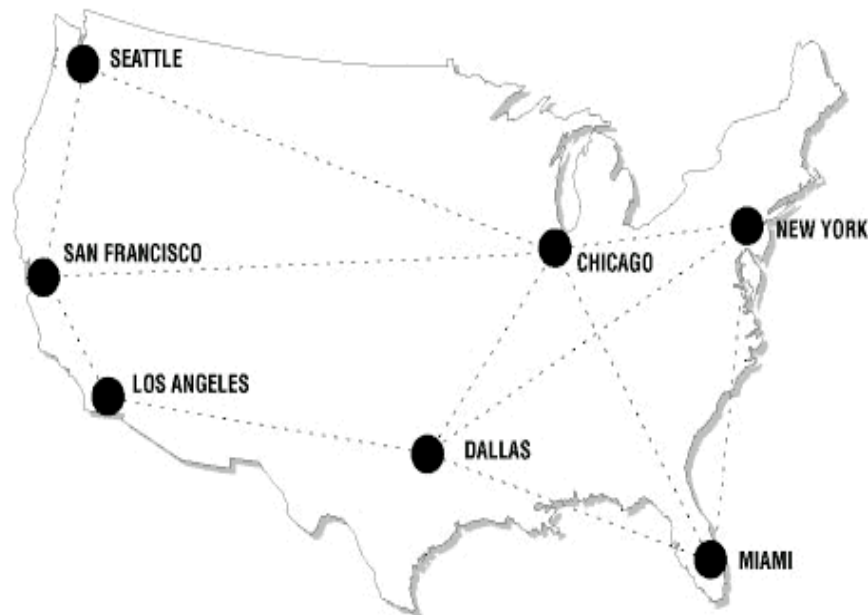 SEATTLE
NEW YORK
SAN FRANCISCO
CHICAGO
LOS ANGELES
DALLAS
MIAMI